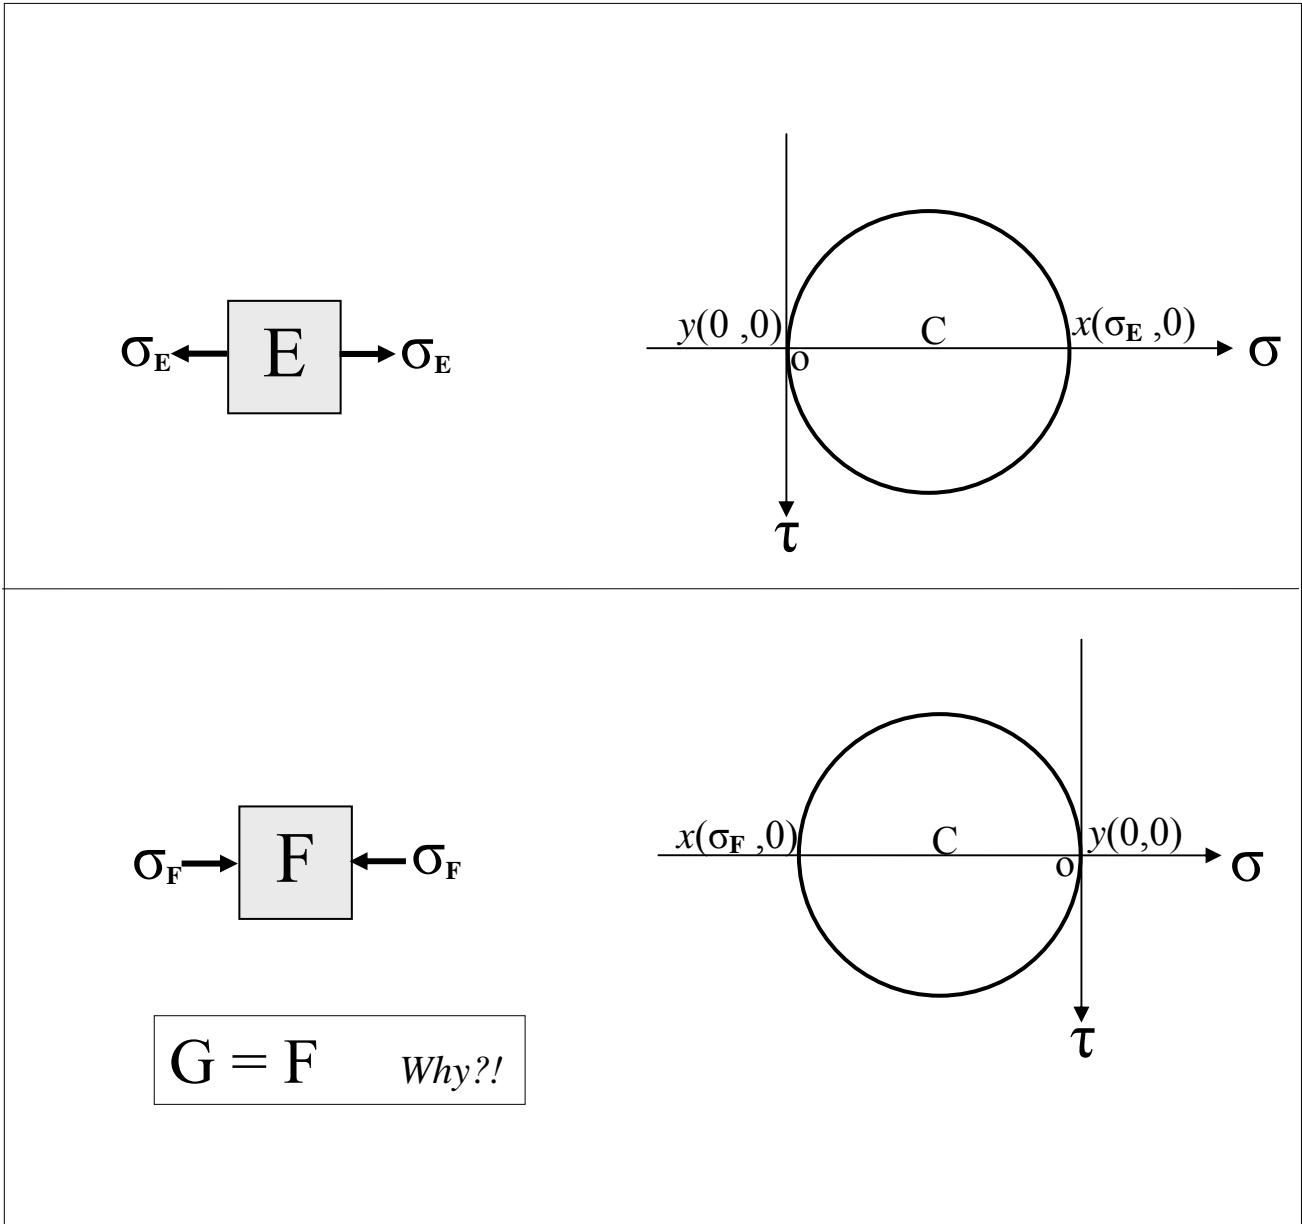 y(0 ,0)
C
x(σE ,0)
σE
E
σE
o
σ
τ
x(σF ,0)
C
y(0,0)
σF
F
σF
o
σ
G = F Why?!
τ